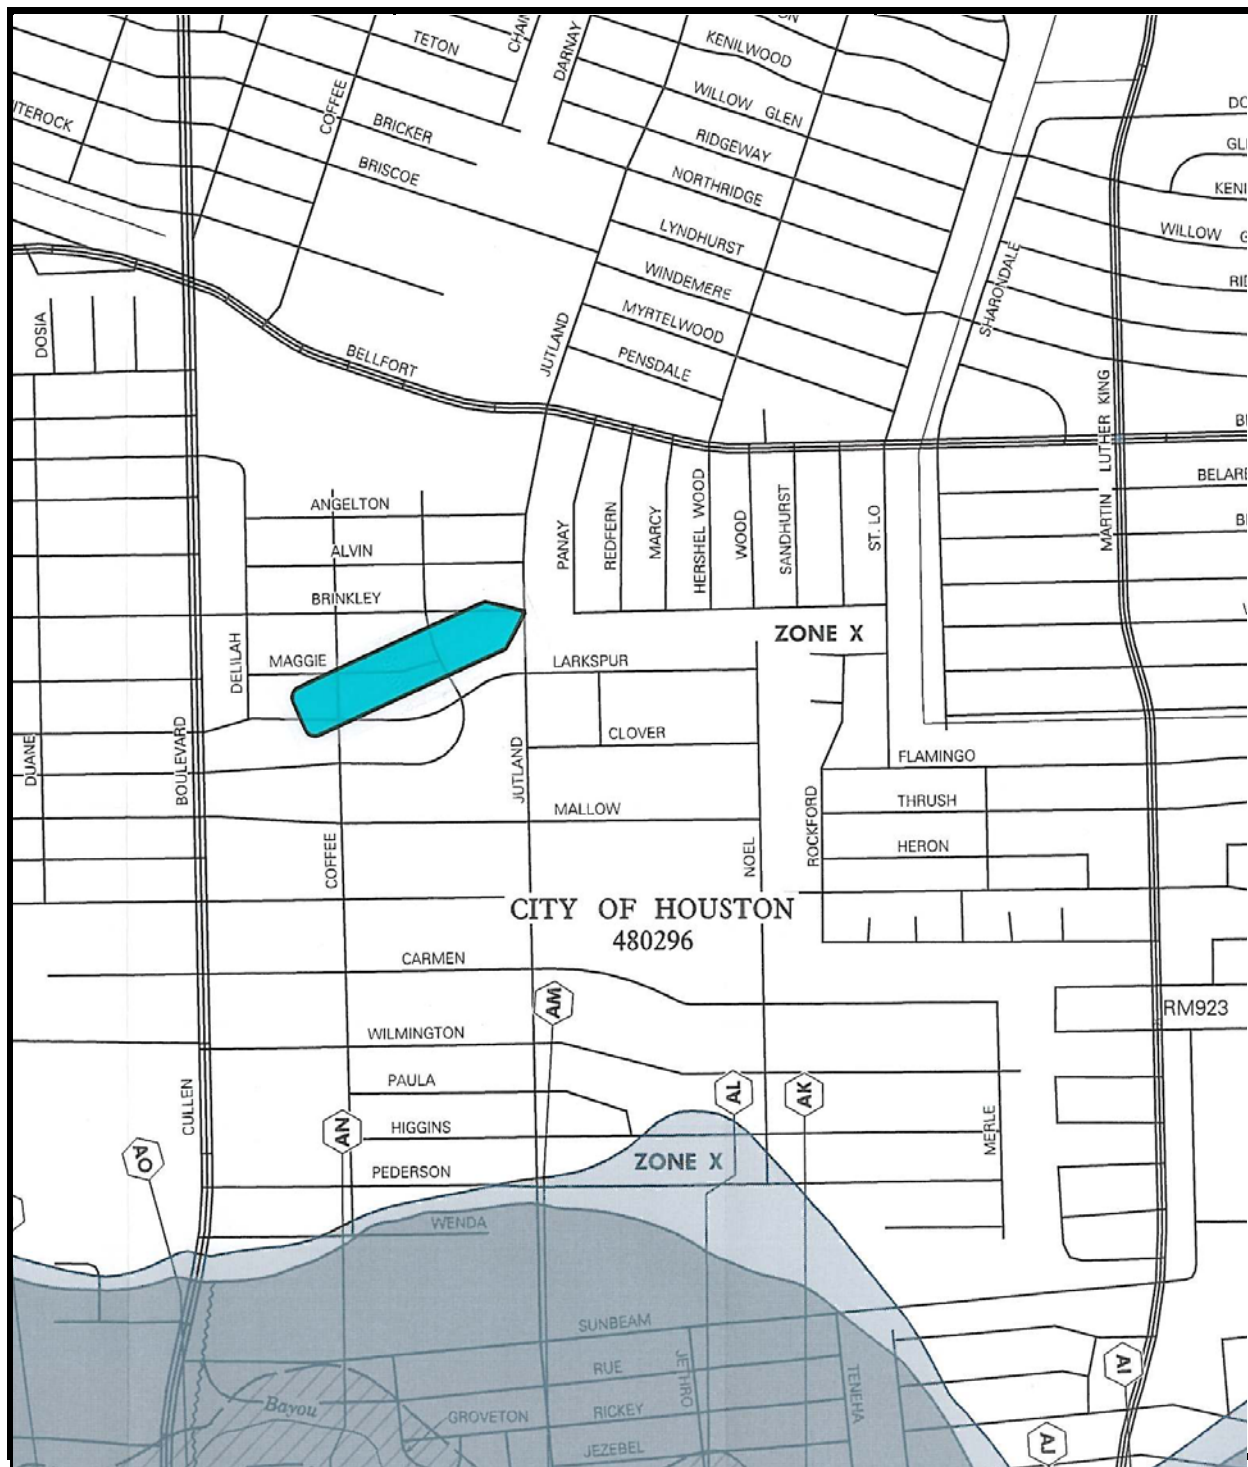 TETON
DARNAY
KENILWOOD
COFFEE
WILLOW GLEN
BRICKER
RIDGEWAY
BRISCOE
NORTHRIDGE
WILLOW
LYNDHURST
WINDEMERE
SHARONDALE
MYRTELWOOD
DOSIA
JUTLAND
BELLFORT
PENSDALE
MARTIN LUTHER KING
ANGELTON
PANAY
REDFERN
MARCY
HERSHEL WOOD
WOOD
SANDHURST
ST. LO
ALVIN
BRINKLEY
ZONE X
DELILAH
MAGGIE
LARKSPUR
CLOVER
DUANE
BOULEVARD
JUTLAND
FLAMINGO
MALLOW
ROCKFORD
THRUSH
COFFEE
NOEL
HERON
CITY OF HOUSTON
480296
CARMEN
AM
RM923
WILMINGTON
PAULA
AL
AK
CULLEN
AN
HIGGINS
MERLE
AO
PEDERSON
ZONE X
WENDA
SUNBEAM
RUE
JETHRO
TENEHA
AI
Bayou
GROVETON
RICKEY
JEZEBEL
AJ